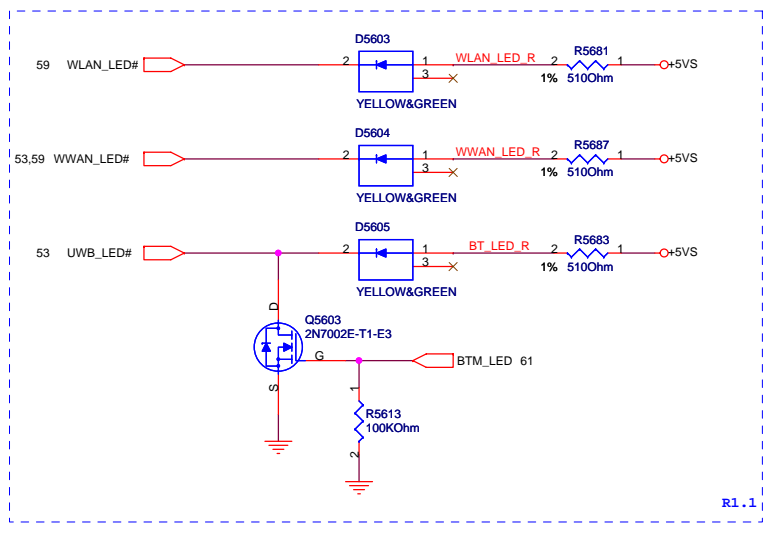 D5603
59 WLAN_LED# 2 1 WLAN_LED_R 2 R5681 1 +5VS
3 1% 510Ohm
YELLOW&GREEN
D5604
53,59 WWAN_LED# 2 1 WWAN_LED_R 2 R5687 1 +5VS
3 1% 510Ohm
YELLOW&GREEN
D5605
53 UWB_LED# 2 1 BT_LED_R 2 R5683 1 +5VS
3 1% 510Ohm
YELLOW&GREEN
D
Q5603
2N7002E-T1-E3
G BTM_LED 61
S
1
R5613
100KOhm
2
R1.1